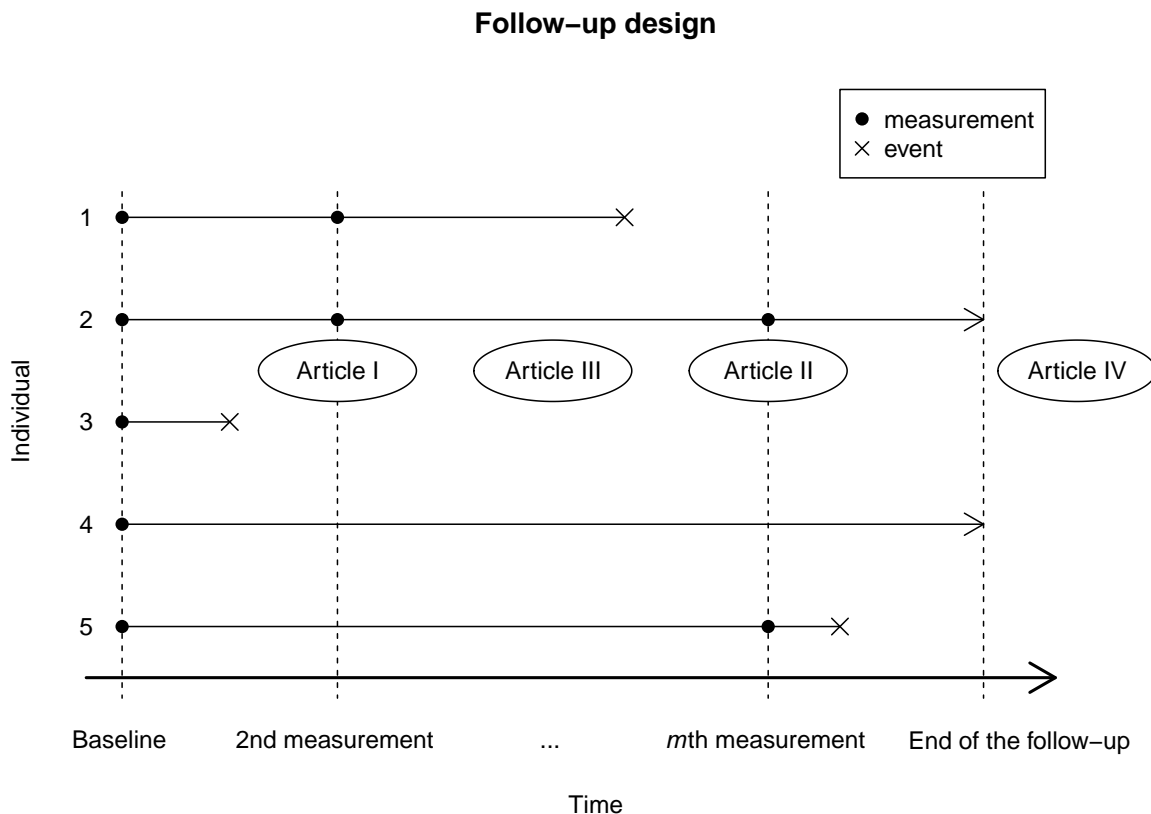 Follow−up design
measurement
event
1
2
Article I
Article III
Article II
Article IV
3
4
5
Individual
Baseline
2nd measurement
...
mth measurement
End of the follow−up
Time